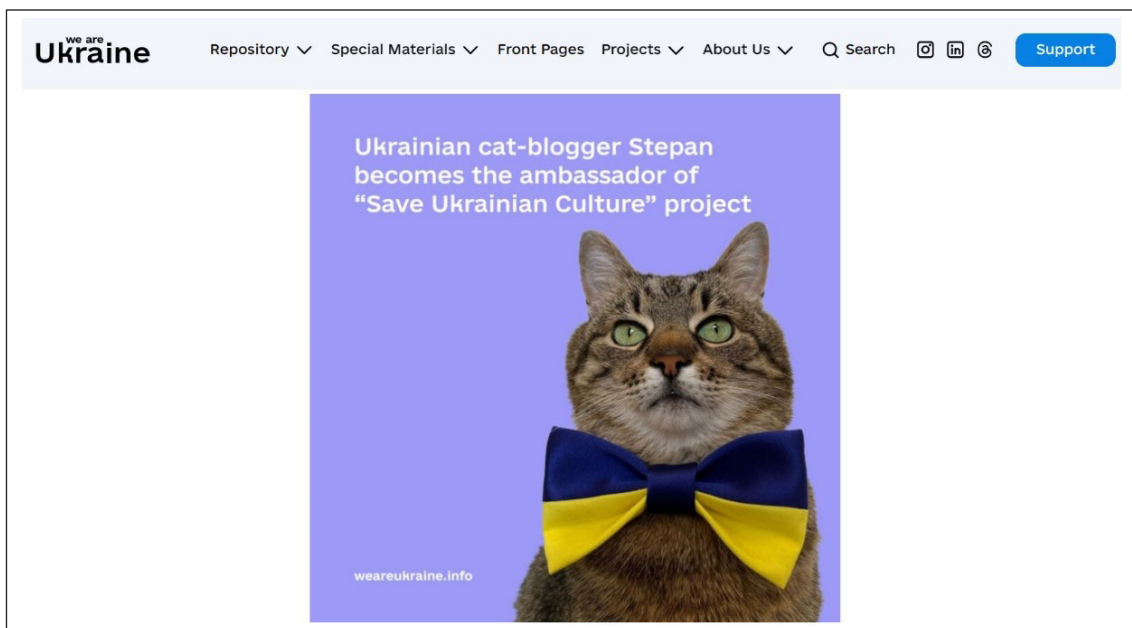 we are
Ukraine
Repository
Special Materials
Front Pages
Projects
About Us
Search
Support
Ukrainian cat-blogger Stepan
becomes the ambassador of
“Save Ukrainian Culture” project
weareukraine.info